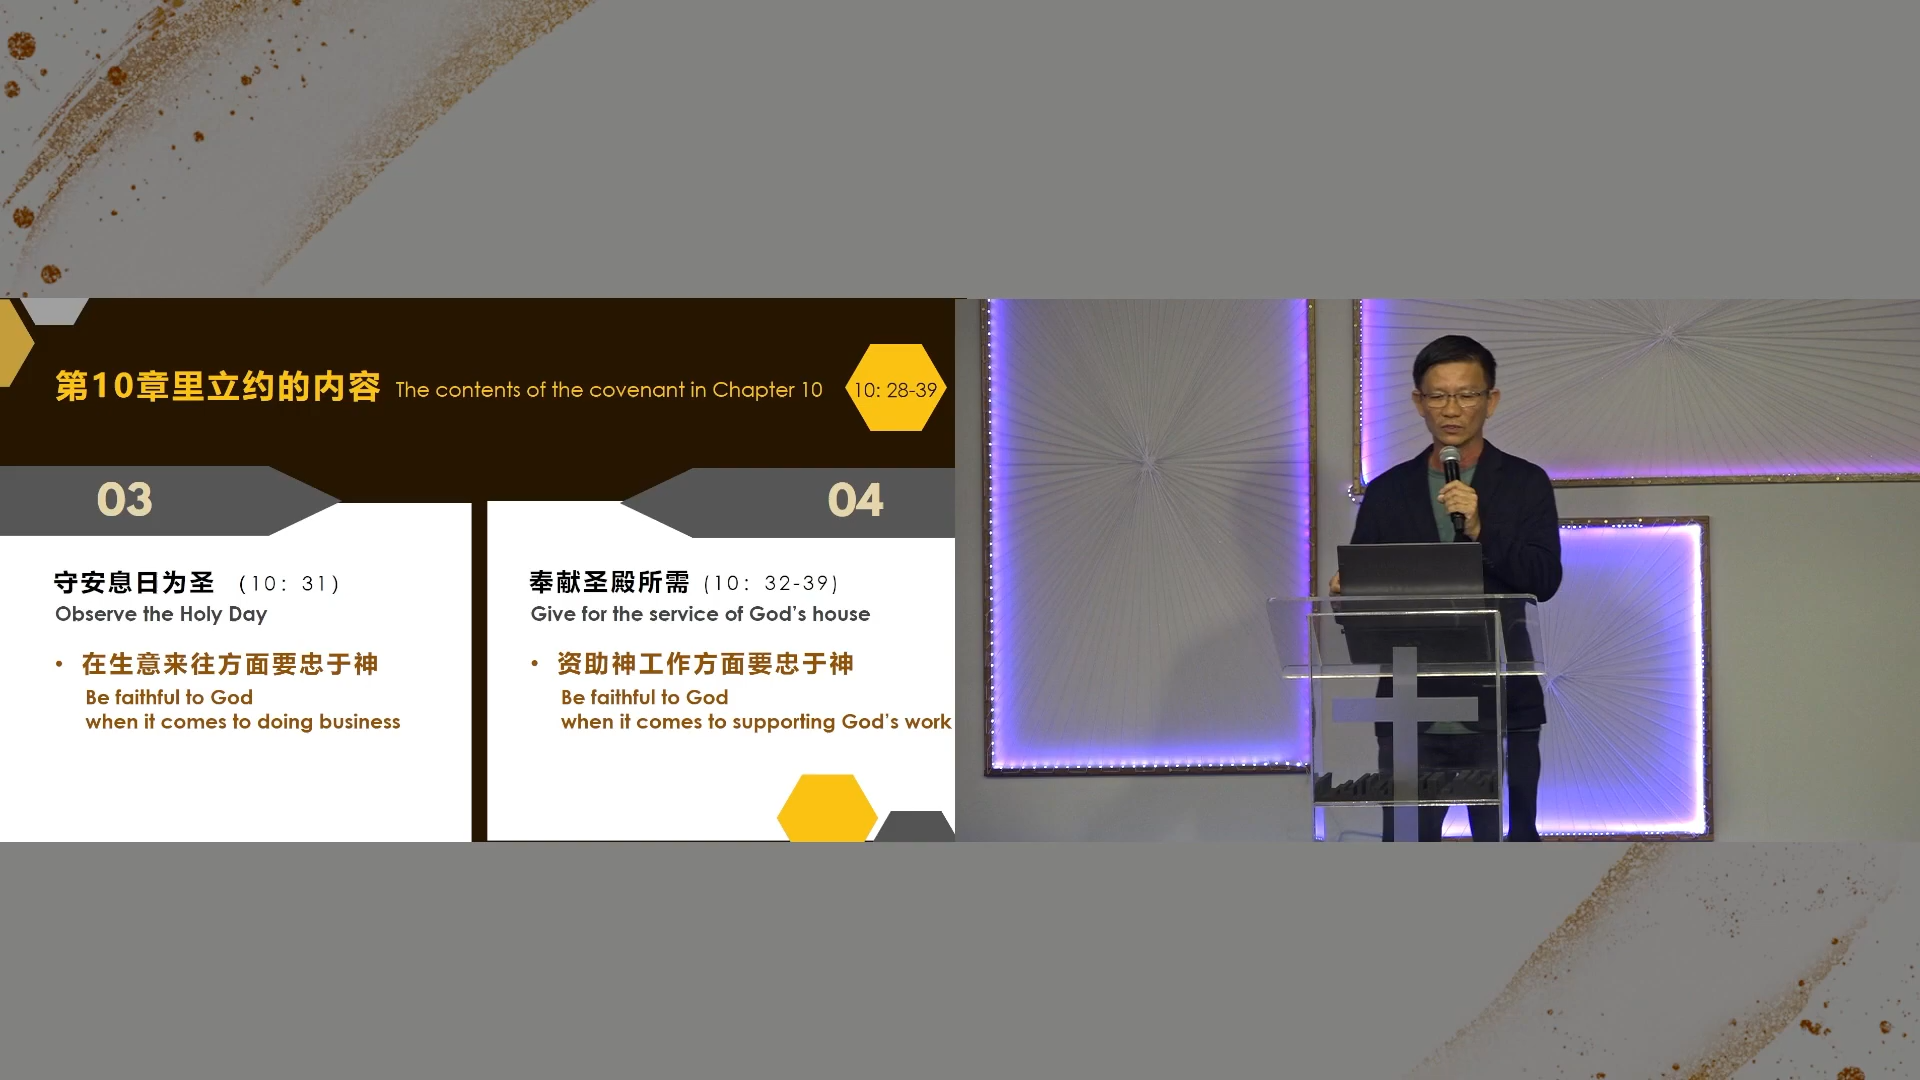 第10章里立约的内容 The contents of the covenant in Chapter 10
10: 28-39
03
守安息日为圣 (10: 31)
Observe the Holy Day
• 在生意来往方面要忠于神
Be faithful to God
when it comes to doing business
04
奉献圣殿所需 (10: 32-39)
Give for the service of God's house
• 资助神工作方面要忠于神
Be faithful to God
when it comes to supporting God's work